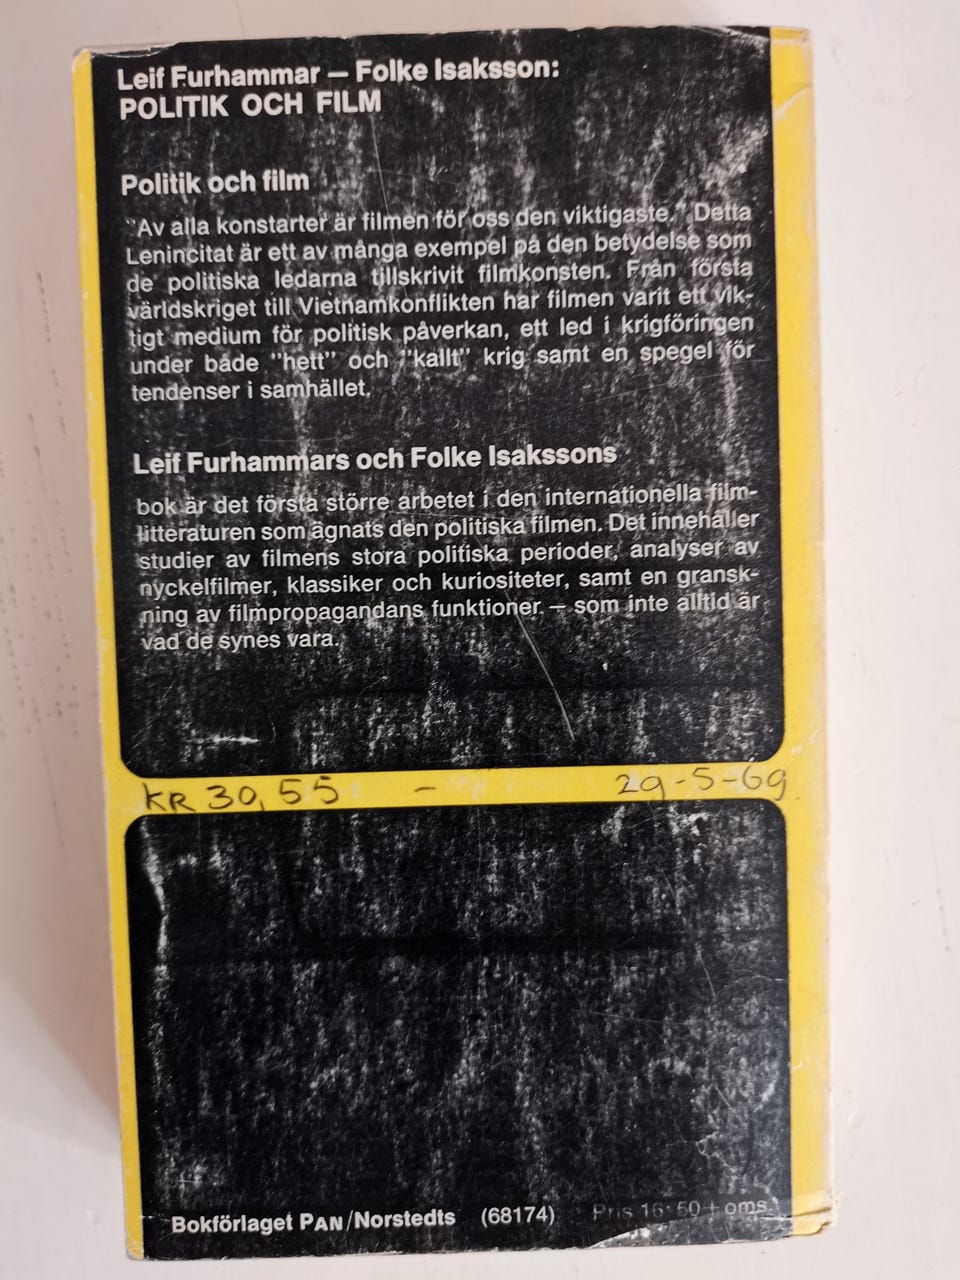 Leif Furhammar — Folke Isaksson:
POLITIK OCH FILM
Politik och film
"Av alla konstarter är filmen för oss den viktigaste." Detta
Lenincitat är ett av många exempel på den betydelse som
de politiska ledarna tillskrivit filmkonsten. Från första
världskriget till Vietnamkonflikten har filmen varit ett vik-
tigt medium för politisk påverkan, ett led i krigföringen
under både "hett" och "kallt" krig samt en spegel för
tendenser i samhället.
Leif Furhammars och Folke Isakssons
bok är det första större arbetet i den internationella film-
litteraturen som ägnats den politiska filmen. Det innehåller
studier av filmens stora politiska perioder, analyser av
nyckelfilmer, klassiker och kuriositeter, samt en gransk-
ning av filmpropagandans funktioner — som inte alltid är
vad de synes vara.
KR 30,55 — 29-5-69
Bokförlaget PAN/Norstedts (68174) Pris 16:50 + oms.